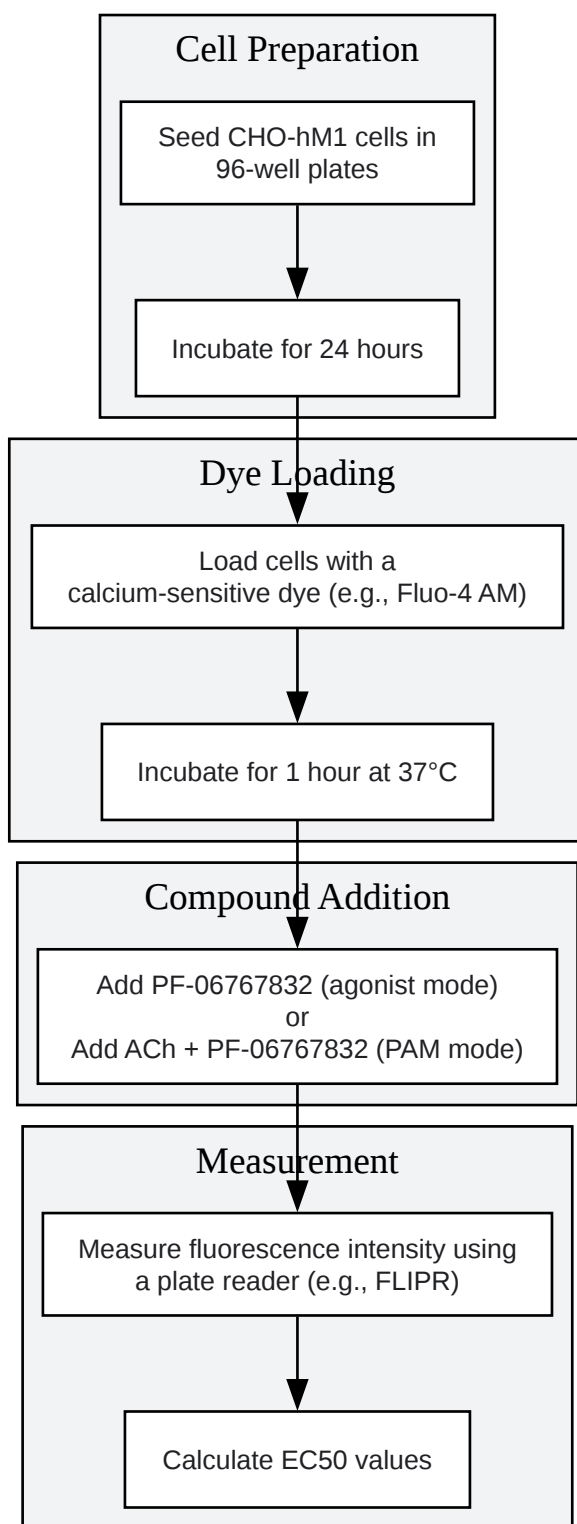 Cell Preparation
Seed CHO-hM1 cells in
96-well plates
Incubate for 24 hours
Dye Loading
Load cells with a
calcium-sensitive dye (e.g., Fluo-4 AM)
Incubate for 1 hour at 37°C
Compound Addition
Add PF-06767832 (agonist mode)
or
Add ACh + PF-06767832 (PAM mode)
Measurement
Measure fluorescence intensity using
a plate reader (e.g., FLIPR)
Calculate EC50 values